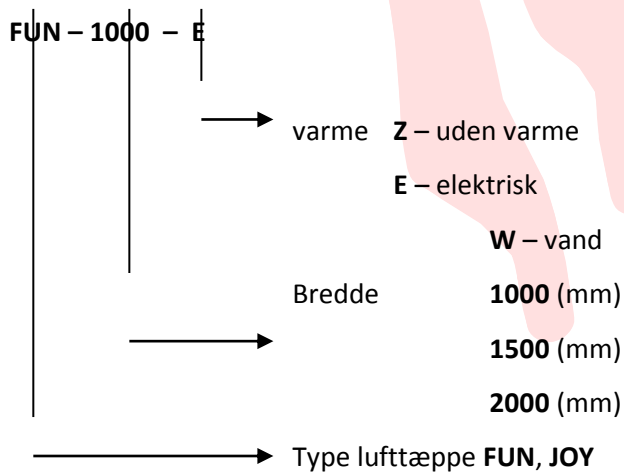 FUN – 1000 – E
varme Z – uden varme
E – elektrisk
W – vand
Bredde 1000 (mm)
1500 (mm)
2000 (mm)
Type lufttæppe FUN, JOY